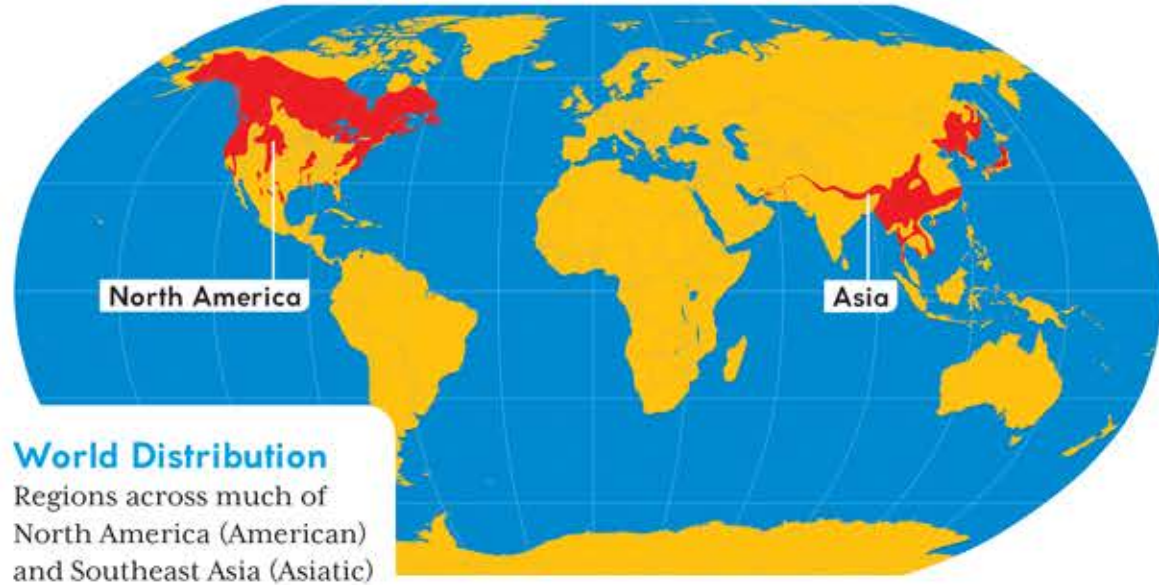 North America
Asia
World Distribution
Regions across much of
North America (American)
and Southeast Asia (Asiatic)